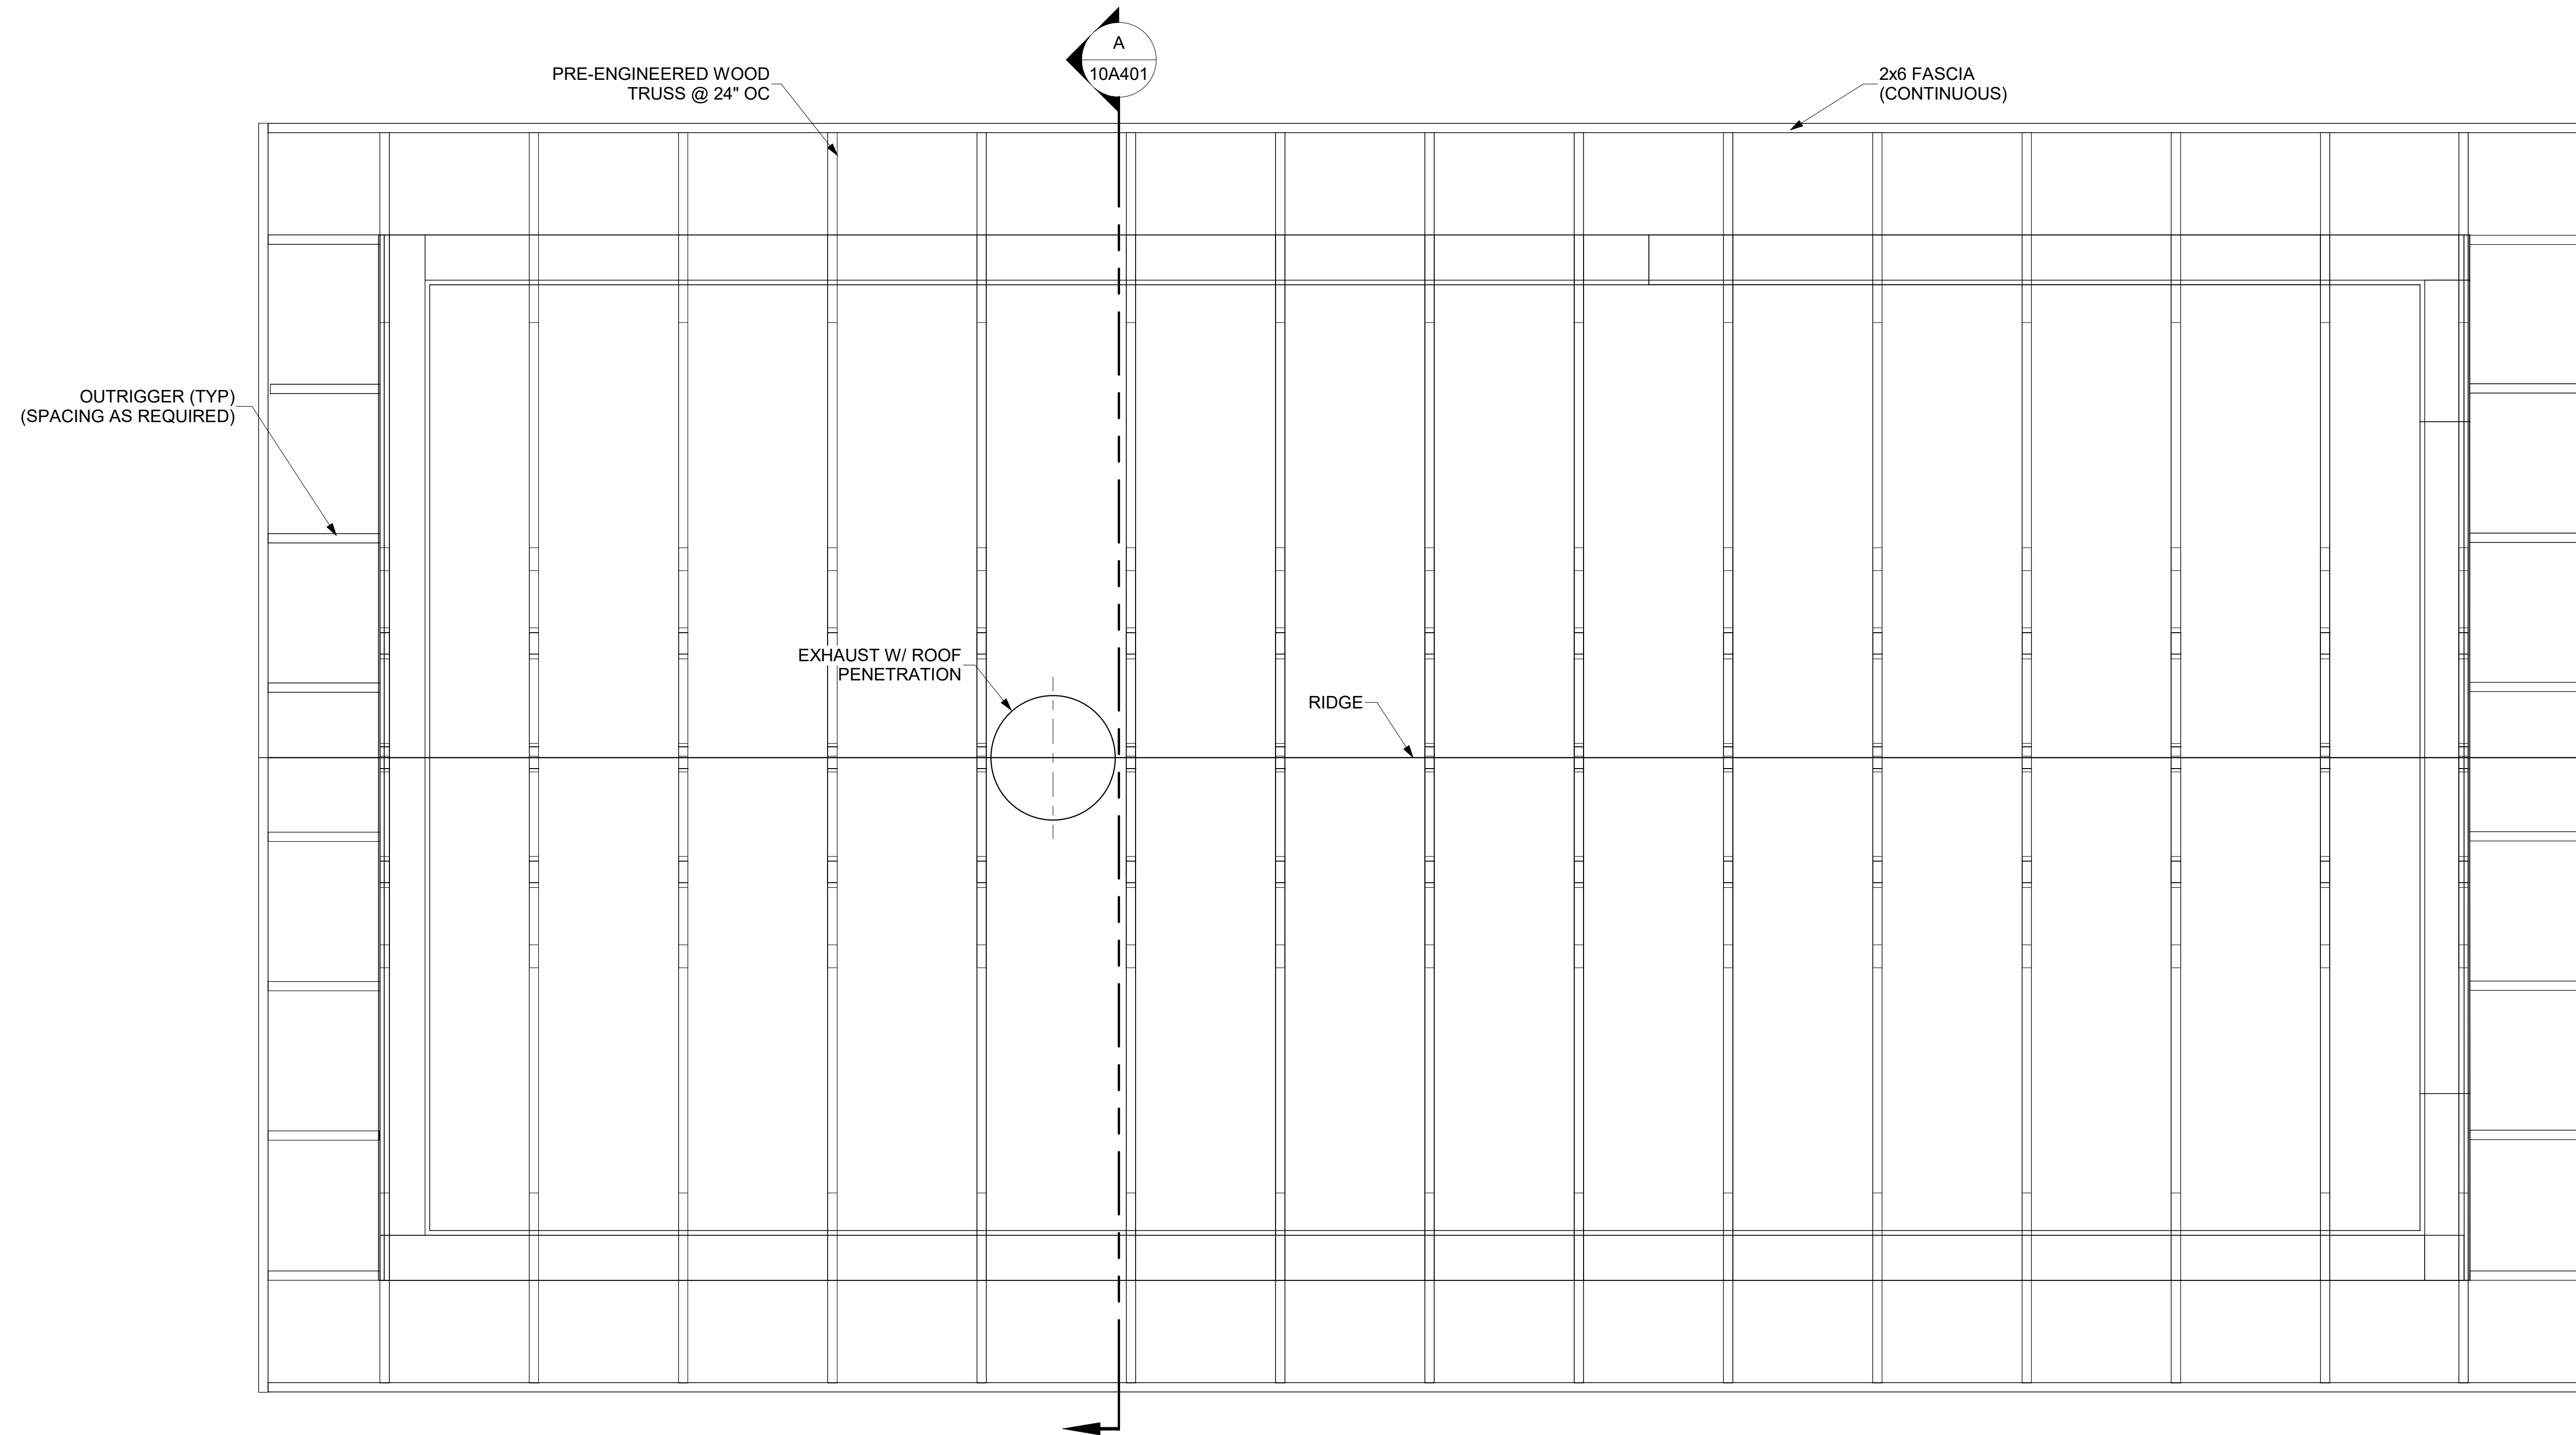 A
10A401
PRE-ENGINEERED WOOD
TRUSS @ 24" OC
2x6 FASCIA
(CONTINUOUS)
OUTRIGGER (TYP)
(SPACING AS REQUIRED)
EXHAUST W/ ROOF
PENETRATION
RIDGE